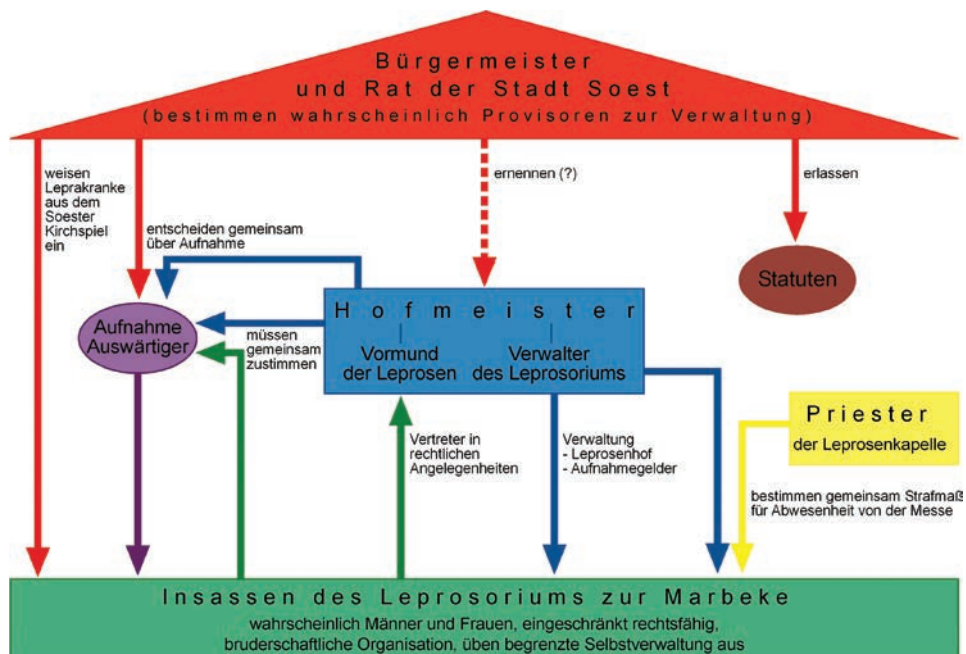 Bürgermeister
und Rat der Stadt Soest
(bestimmen wahrscheinlich Provisoren zur Verwaltung)
weisen
Leprakranke
aus dem
Soester
Kirchspiel
ein
entscheiden gemeinsam
über Aufnahme
ernennen (?)
erlassen
Statuten
Aufnahme
Auswärtiger
müssen
gemeinsam
zustimmen
Hofmeister
Vormund
der Leprosen
Verwalter
des Leprosoriums
Priester
der Leprosenkapelle
Vertreter in
rechtlichen
Angelegenheiten
Verwaltung
- Leprosenhof
- Aufnahmegelder
bestimmen gemeinsam Strafmaß
für Abwesenheit von der Messe
Insassen des Leprosoriums zur Marbeke
wahrscheinlich Männer und Frauen, eingeschränkt rechtsfähig,
bruderschaftliche Organisation, üben begrenzte Selbstverwaltung aus